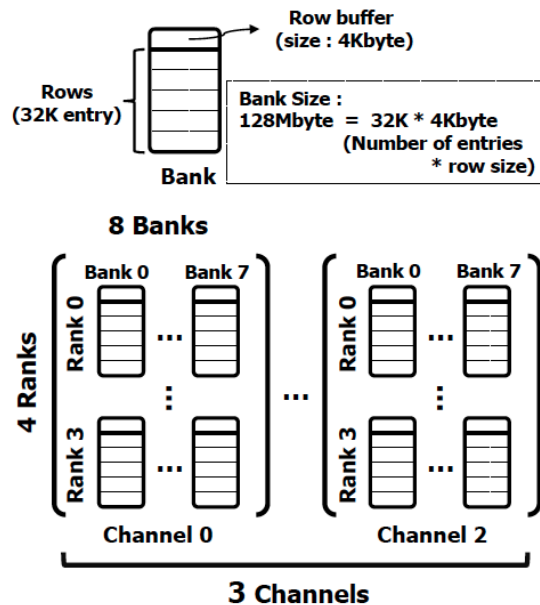 Row buffer
(size : 4Kbyte)
Rows
(32K entry)
Bank Size :
128Mbyte = 32K * 4Kbyte
(Number of entries
* row size)
Bank
8 Banks
Bank 0 Bank 7 Bank 0 Bank 7
4 Ranks
Rank 0
...
Rank 0
...
...
...
...
Rank 3
...
Rank 3
...
Channel 0 Channel 2
3 Channels